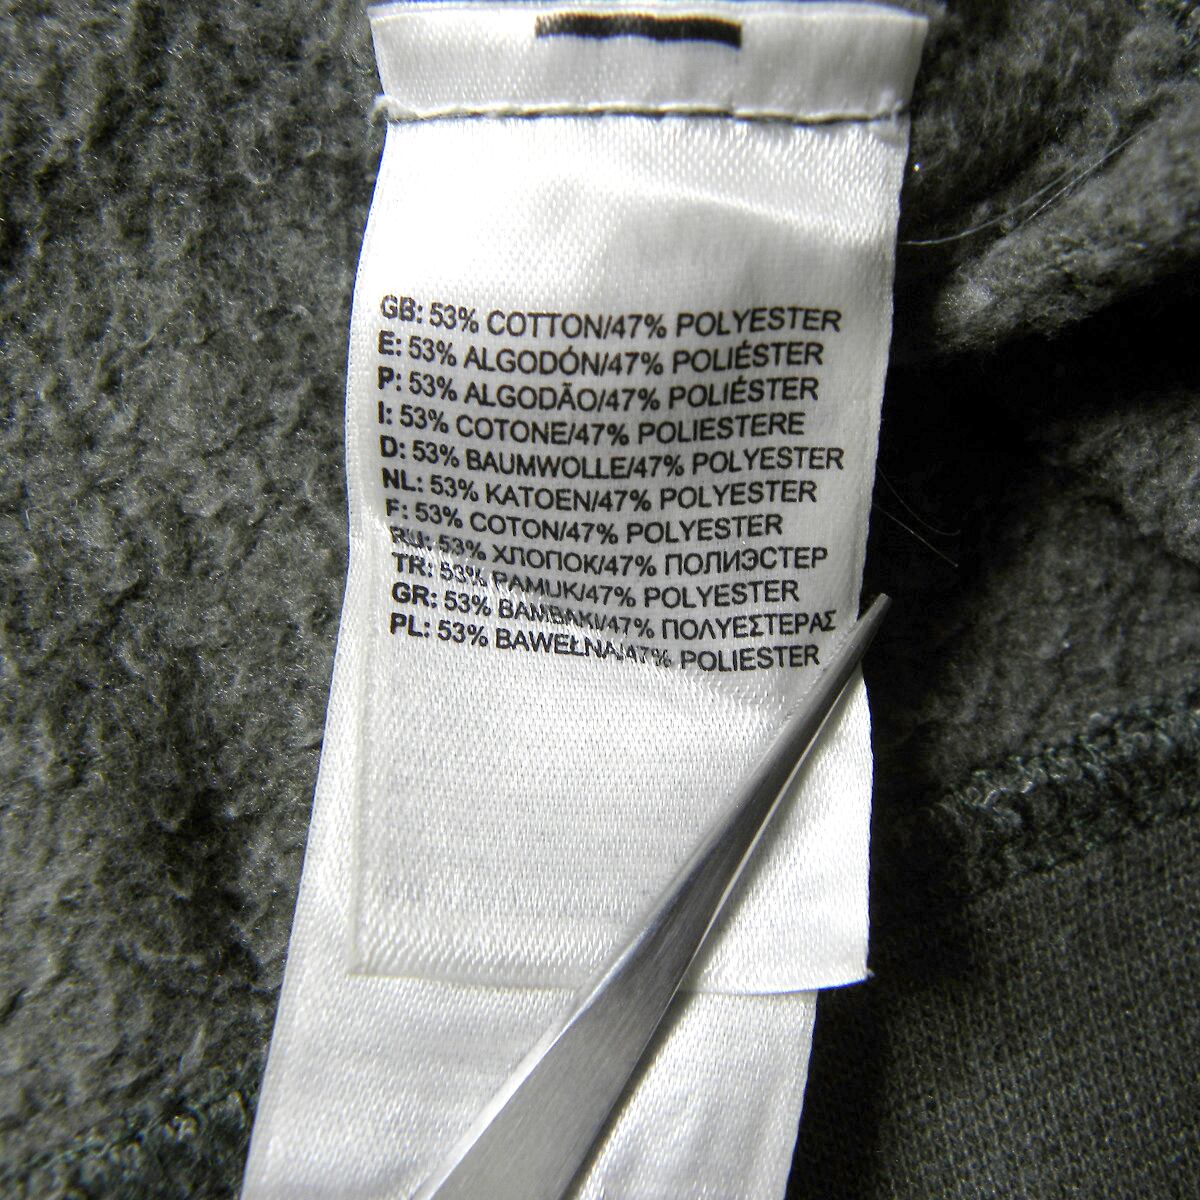 GB: 53% COTTON/47% POLYESTER
E: 53% ALGODÓN/47% POLIÉSTER
P: 53% ALGODÃO/47% POLIÉSTER
I: 53% COTONE/47% POLIESTERE
D: 53% BAUMWOLLE/47% POLYESTER
NL: 53% KATOEN/47% POLYESTER
F: 53% COTON/47% POLYESTER
RU: 53% ХЛОПОК/47% ПОЛИЭСТЕР
TR: 53% PAMUK/47% POLYESTER
GR: 53% ΒΑΜΒΑΚΙ/47% ΠΟΛΥΕΣΤΕΡΑΣ
PL: 53% BAWEŁNA/47% POLIESTER